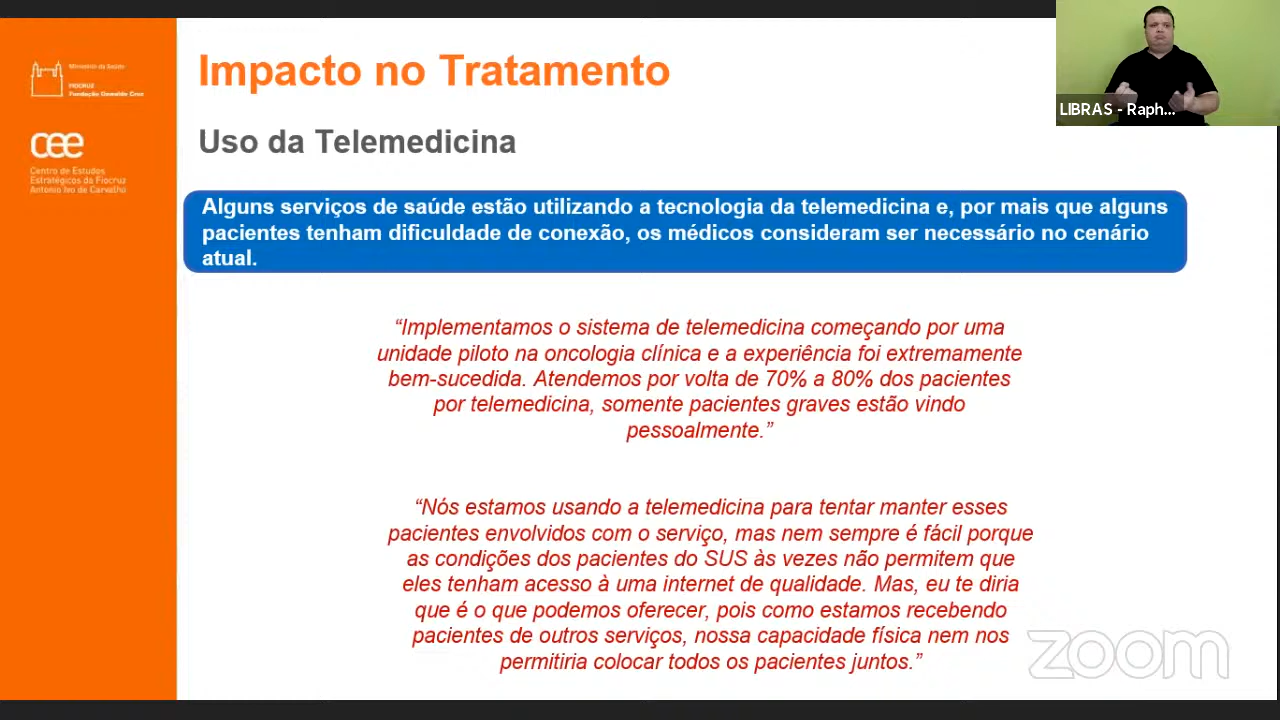 Ministério da Saúde
FIOCRUZ
Fundação Oswaldo Cruz
cee
Centro de Estudos
Estratégicos da Fiocruz
Antonio Ivo de Carvalho
Impacto no Tratamento
Uso da Telemedicina
Alguns serviços de saúde estão utilizando a tecnologia da telemedicina e, por mais que alguns
pacientes tenham dificuldade de conexão, os médicos consideram ser necessário no cenário
atual.
“Implementamos o sistema de telemedicina começando por uma
unidade piloto na oncologia clínica e a experiência foi extremamente
bem-sucedida. Atendemos por volta de 70% a 80% dos pacientes
por telemedicina, somente pacientes graves estão vindo
pessoalmente.”
“Nós estamos usando a telemedicina para tentar manter esses
pacientes envolvidos com o serviço, mas nem sempre é fácil porque
as condições dos pacientes do SUS às vezes não permitem que
eles tenham acesso à uma internet de qualidade. Mas, eu te diria
que é o que podemos oferecer, pois como estamos recebendo
pacientes de outros serviços, nossa capacidade física nem nos
permitiria colocar todos os pacientes juntos.”
LIBRAS - Raph...
zoom